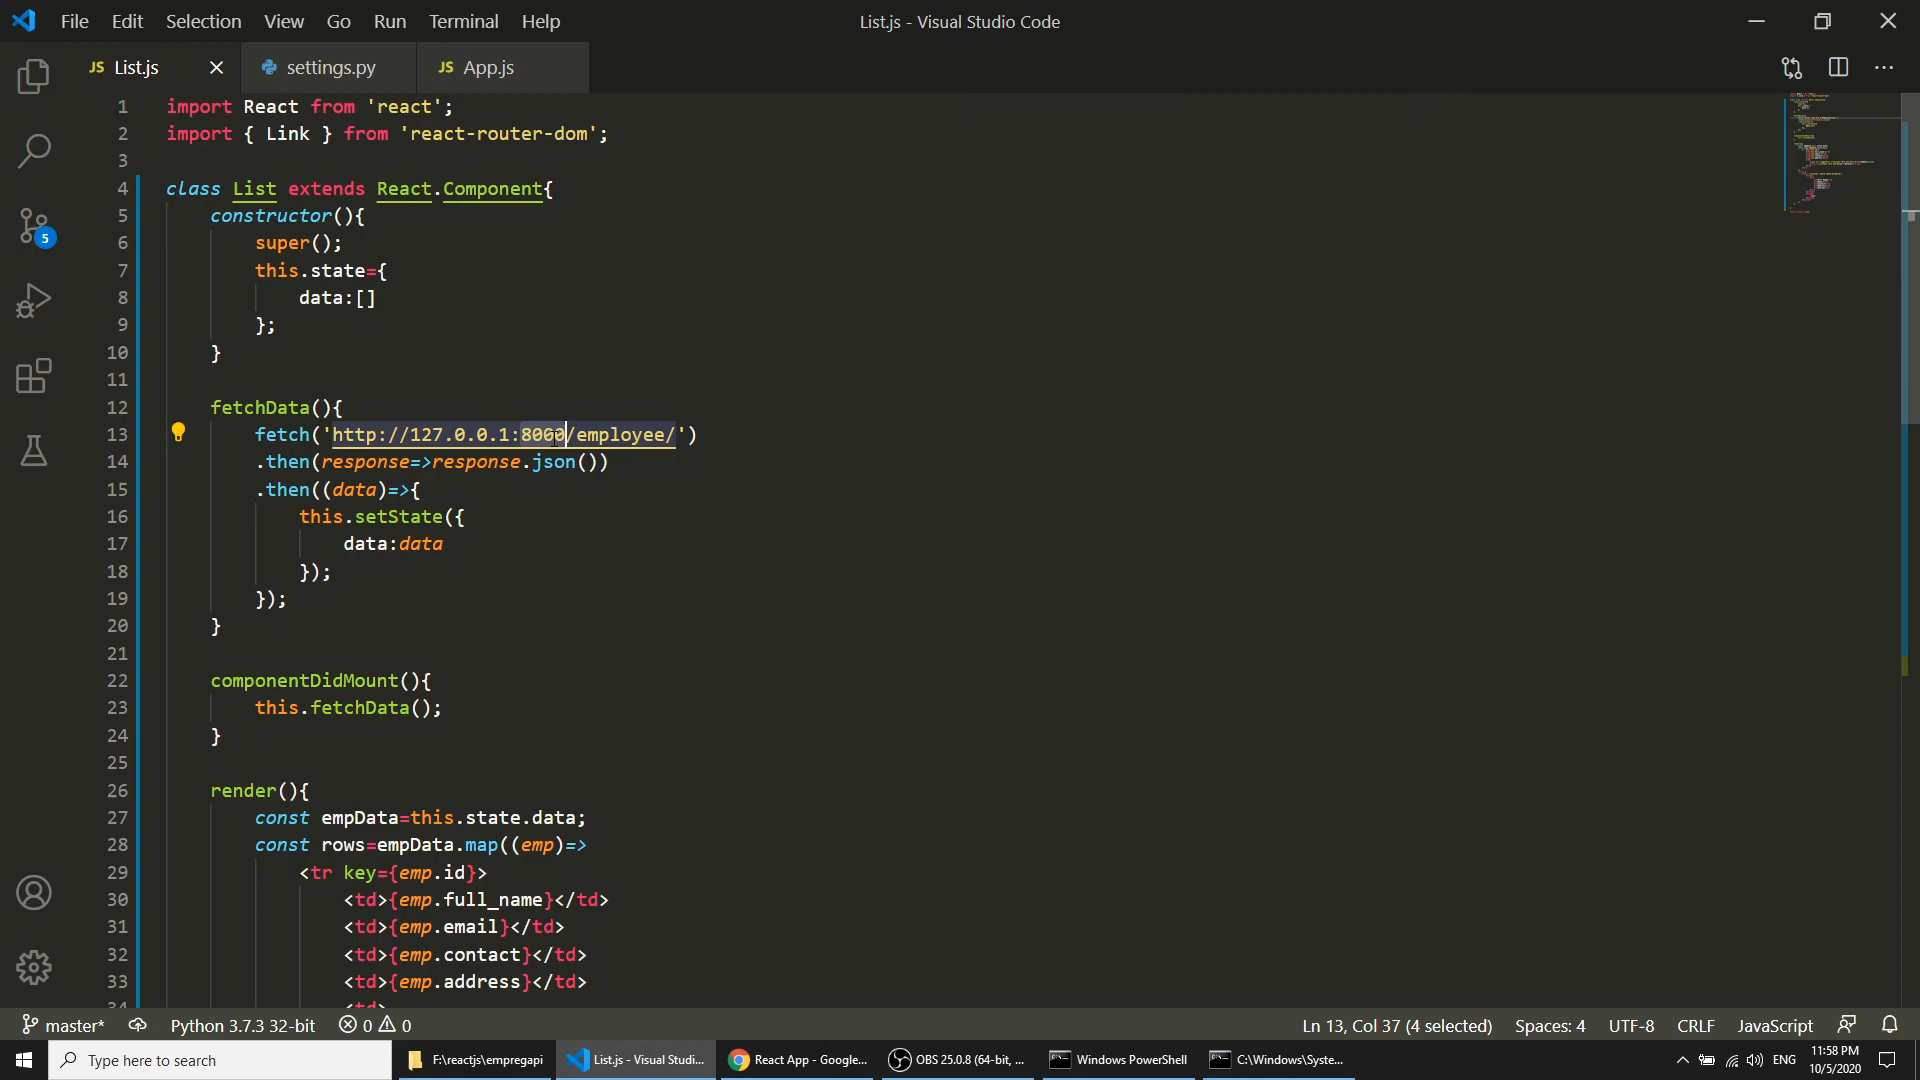 File Edit Selection View Go Run Terminal Help
List.js - Visual Studio Code
JS List.js
settings.py
JS App.js
1 import React from 'react';
2 import { Link } from 'react-router-dom';
3
4 class List extends React.Component{
5 constructor(){
6 super();
7 this.state={
8 data:[]
9 };
10 }
11
12 fetchData(){
13 fetch('http://127.0.0.1:8000/employee/')
14 .then(response=>response.json())
15 .then((data)=>{
16 this.setState({
17 data:data
18 });
19 });
20 }
21
22 componentDidMount(){
23 this.fetchData();
24 }
25
26 render(){
27 const empData=this.state.data;
28 const rows=empData.map((emp)=>
29 <tr key={emp.id}>
30 <td>{emp.full_name}</td>
31 <td>{emp.email}</td>
32 <td>{emp.contact}</td>
33 <td>{emp.address}</td>
34 <td>
5
master* Python 3.7.3 32-bit 0 0
Ln 13, Col 37 (4 selected) Spaces: 4 UTF-8 CRLF JavaScript
Type here to search
F:\reactjs\empregapi
List.js - Visual Studi...
React App - Google...
OBS 25.0.8 (64-bit, ...
Windows PowerShell
C:\Windows\Syste...
ENG
11:58 PM
10/5/2020